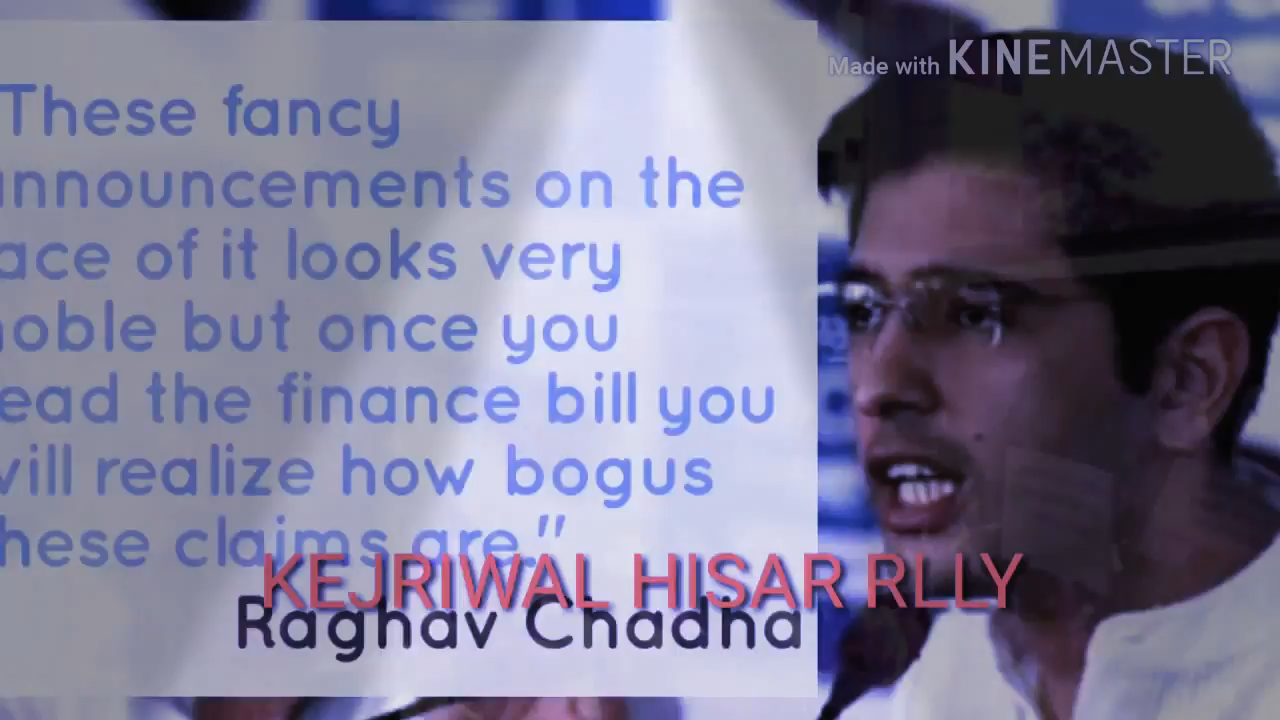 Made with KINEMASTER
These fancy
nnouncements on the
ace of it looks very
oble but once you
ead the finance bill you
ill realize how bogus
hese claims are."
KEJRIWAL HISAR RLLY
Raghav Chadha